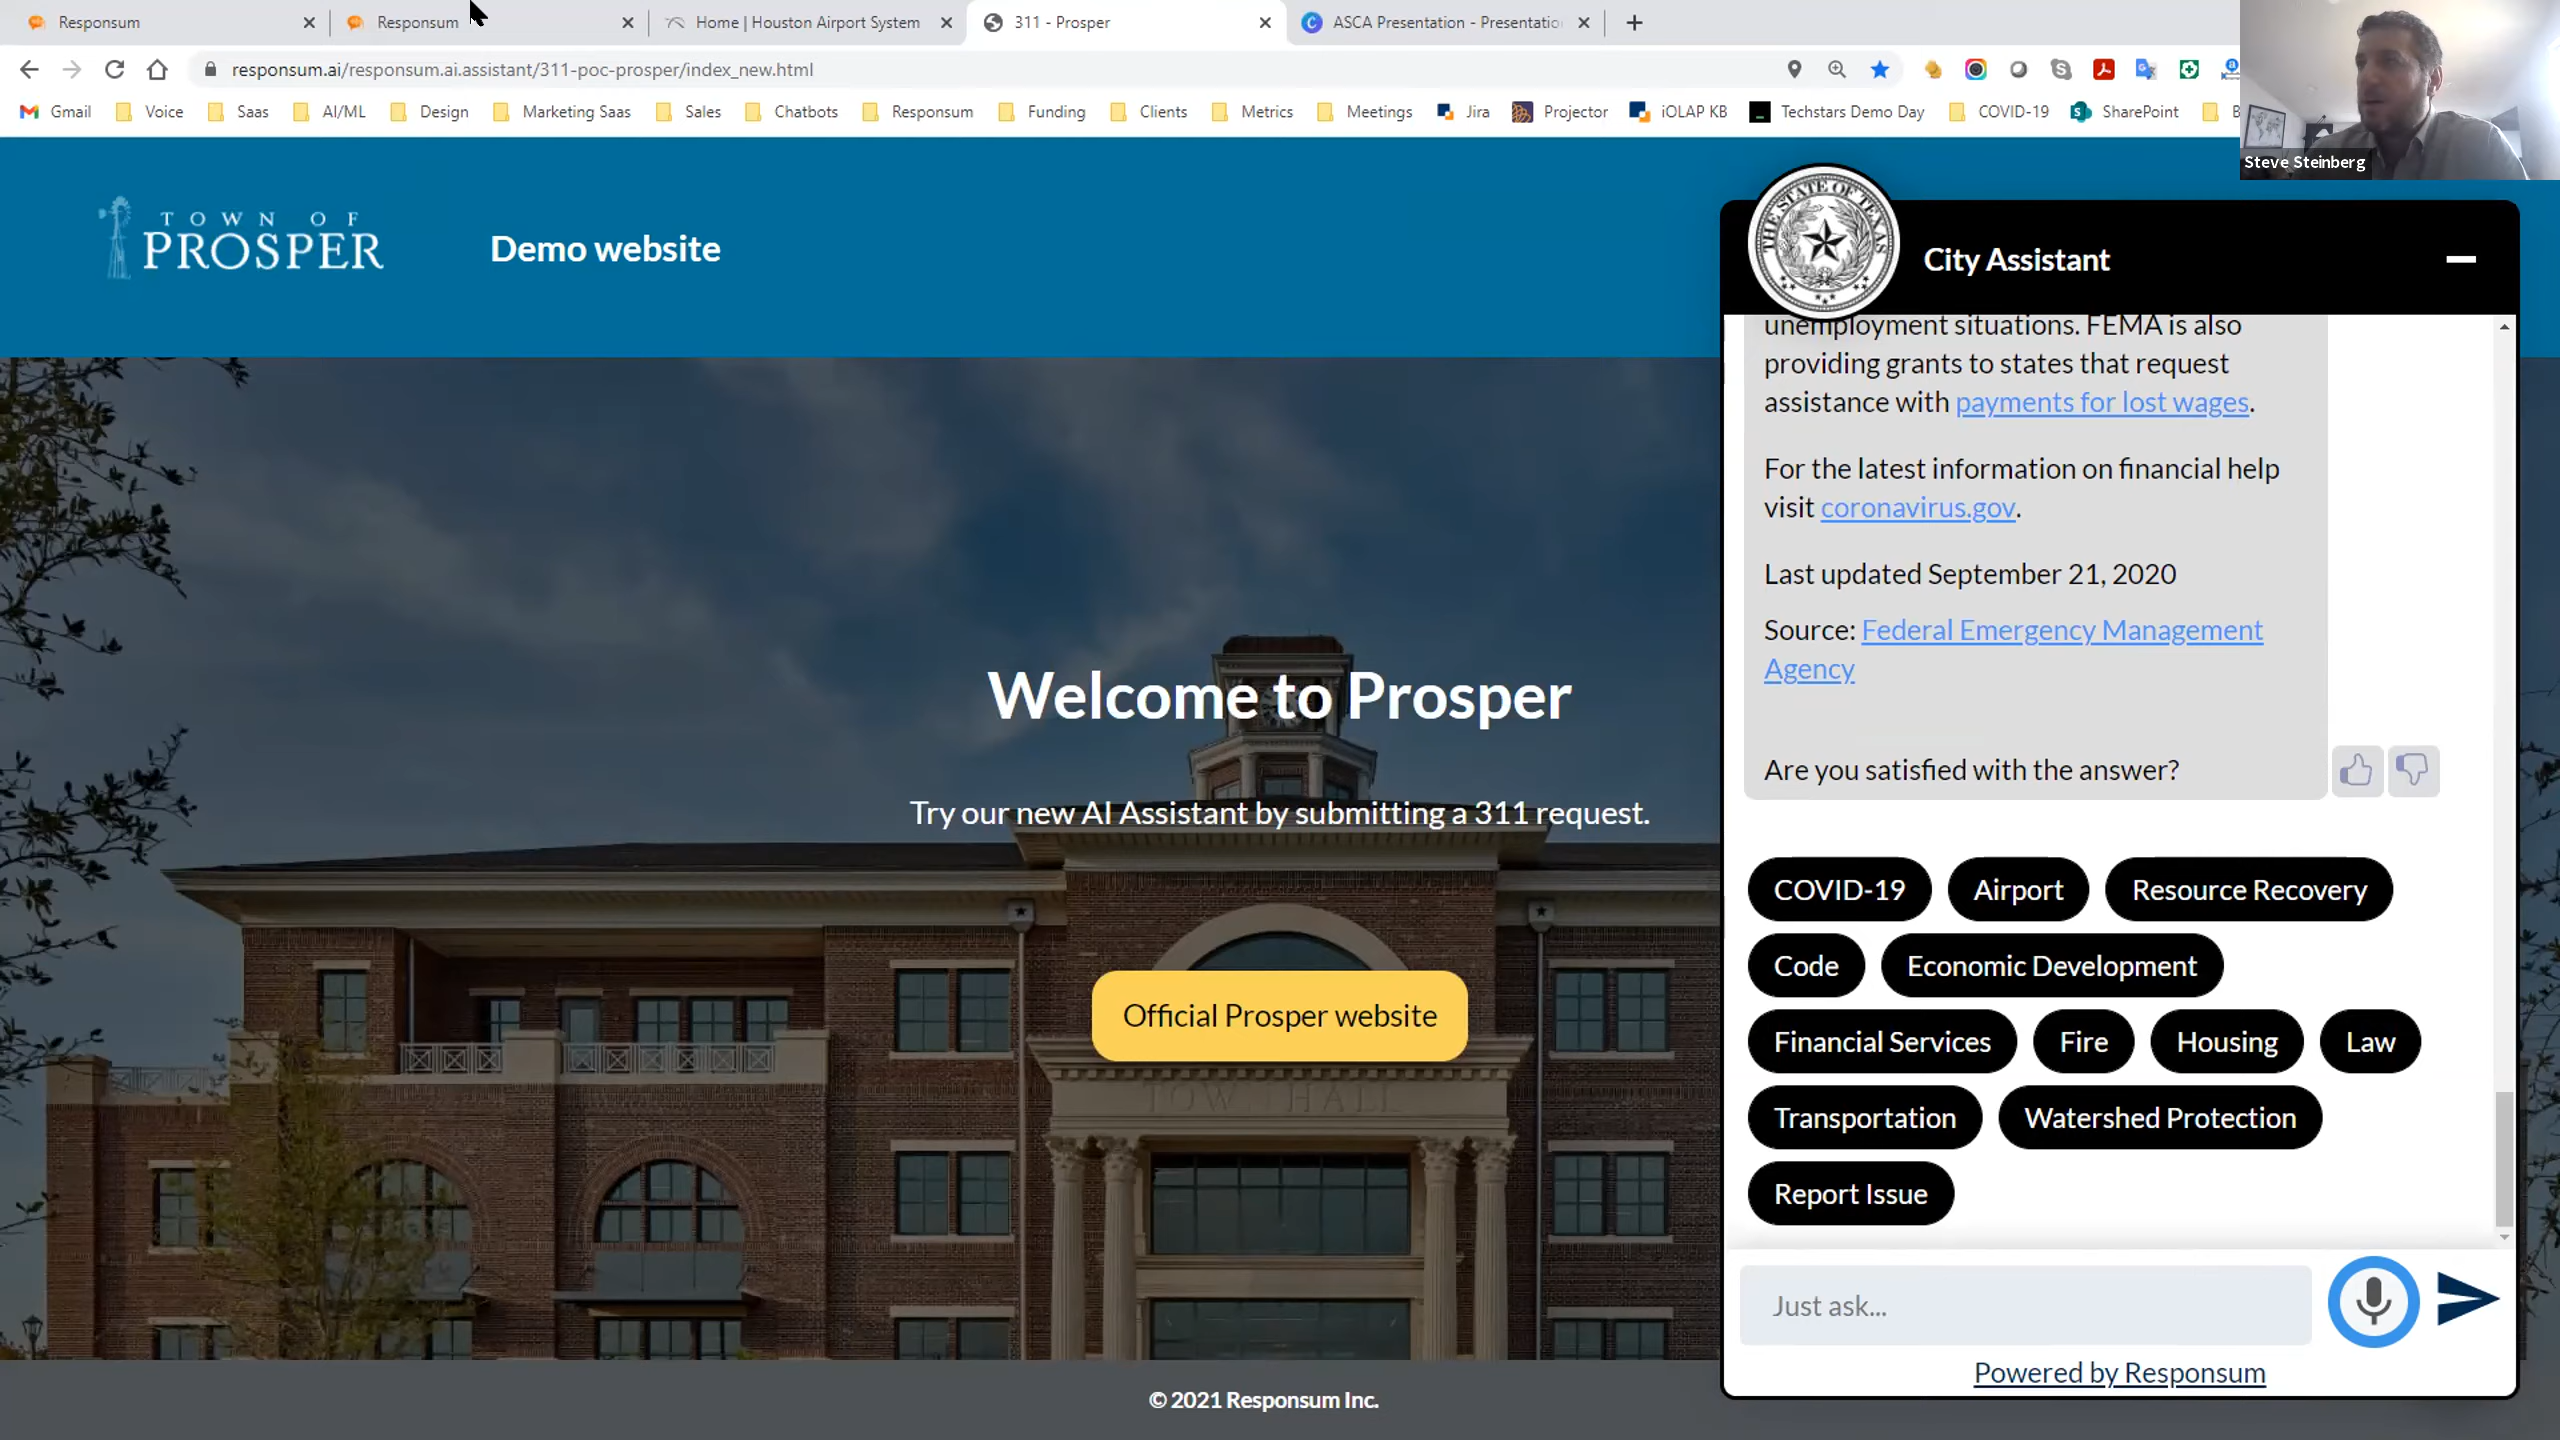 Responsum
Responsum
Home | Houston Airport System
311 - Prosper
ASCA Presentation - Presentatio
responsum.ai/responsum.ai.assistant/311-poc-prosper/index_new.html
Gmail
Voice
Saas
AI/ML
Design
Marketing Saas
Sales
Chatbots
Responsum
Funding
Clients
Metrics
Meetings
Jira
Projector
iOLAP KB
Techstars Demo Day
COVID-19
SharePoint
B
Steve Steinberg
TOWN OF
PROSPER
Demo website
THE STATE OF TEXAS
City Assistant
unemployment situations. FEMA is also
providing grants to states that request
assistance with payments for lost wages.
For the latest information on financial help
visit coronavirus.gov.
Last updated September 21, 2020
Source: Federal Emergency Management
Agency
Are you satisfied with the answer?
Welcome to Prosper
Try our new AI Assistant by submitting a 311 request.
Official Prosper website
TOWN HALL
COVID-19
Airport
Resource Recovery
Code
Economic Development
Financial Services
Fire
Housing
Law
Transportation
Watershed Protection
Report Issue
Just ask...
Powered by Responsum
© 2021 Responsum Inc.